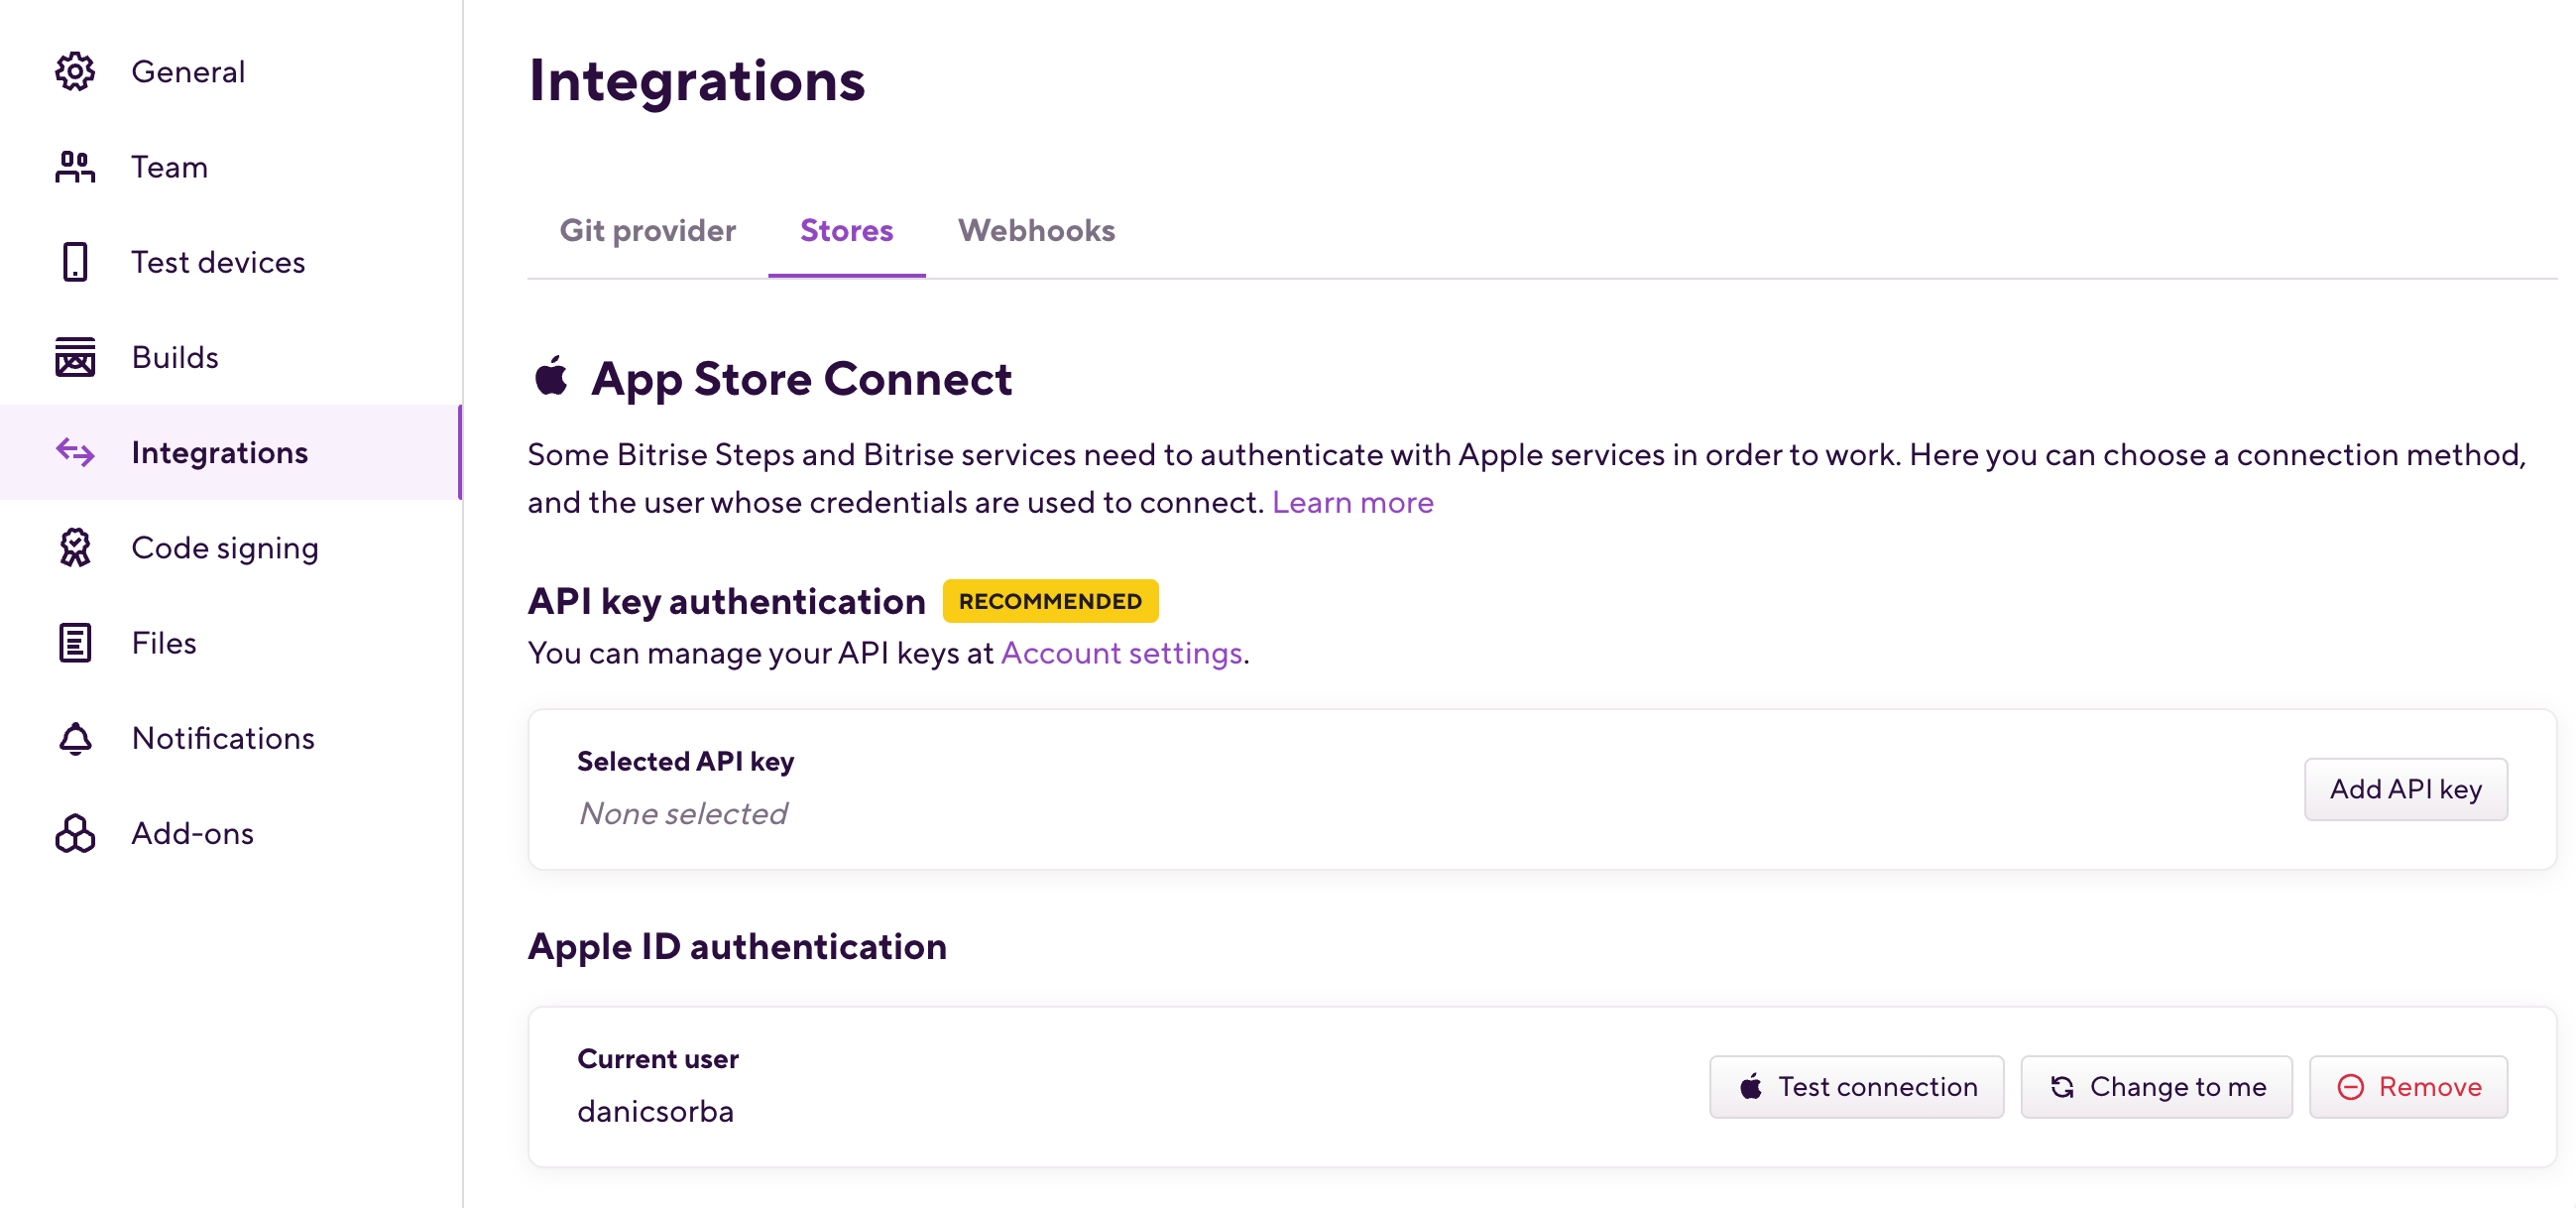 General
Team
Test devices
Builds
Integrations
Code signing
Files
Notifications
Add-ons
Integrations
Git provider
Stores
Webhooks
App Store Connect
Some Bitrise Steps and Bitrise services need to authenticate with Apple services in order to work. Here you can choose a connection method,
and the user whose credentials are used to connect. Learn more
API key authentication RECOMMENDED
You can manage your API keys at Account settings.
Selected API key
None selected
Add API key
Apple ID authentication
Current user
danicsorba
Test connection
Change to me
Remove